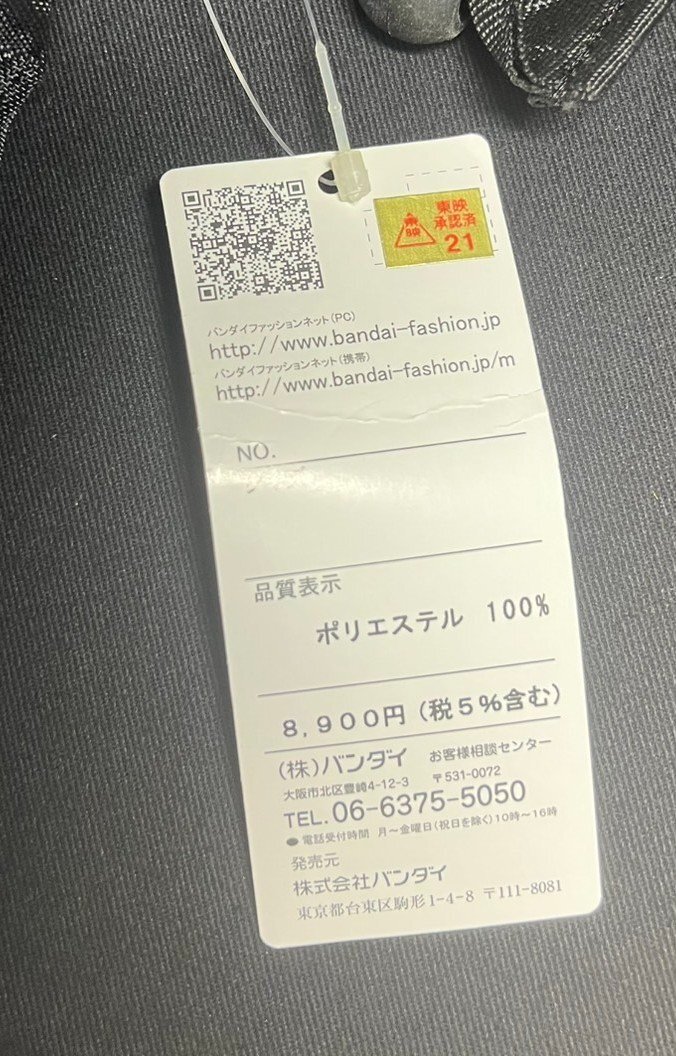 東映
承認済
21
東
映
バンダイファッションネット(PC)
http://www.bandai-fashion.jp
バンダイファッションネット(携帯)
http://www.bandai-fashion.jp/m
NO.
品質表示
ポリエステル 100%
8,900円(税5%含む)
(株)バンダイ お客様相談センター
大阪市北区豊崎4-12-3 〒531-0072
TEL.06-6375-5050
●電話受付時間 月~金曜日(祝日を除く)10時~16時
発売元
株式会社バンダイ
東京都台東区駒形1-4-8 〒111-8081